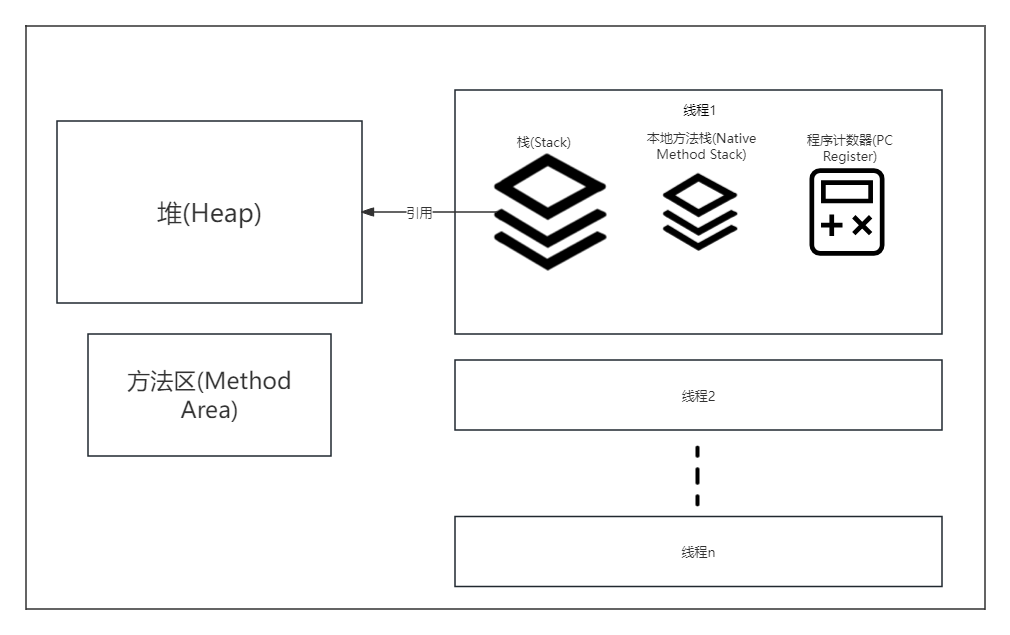 线程1
栈(Stack)
本地方法栈(Native
Method Stack)
程序计数器(PC
Register)
堆(Heap)
引用
方法区(Method
Area)
线程2
线程n